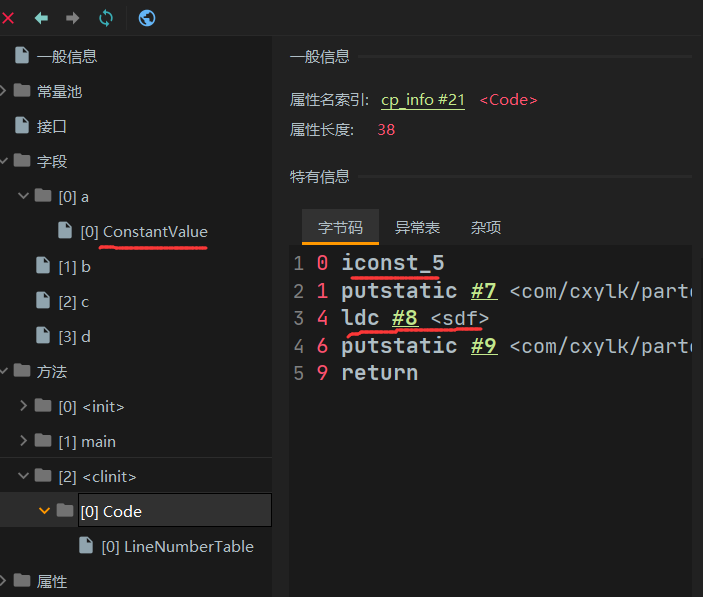 一般信息
常量池
接口
字段
[0] a
[0] ConstantValue
[1] b
[2] c
[3] d
方法
[0] <init>
[1] main
[2] <clinit>
[0] Code
[0] LineNumberTable
属性
一般信息
属性名索引: cp_info #21 <Code>
属性长度: 38
特有信息
字节码 异常表 杂项
1 0 iconst_5
2 1 putstatic #7 <com/cxylk/parto
3 4 ldc #8 <sdf>
4 6 putstatic #9 <com/cxylk/parto
5 9 return